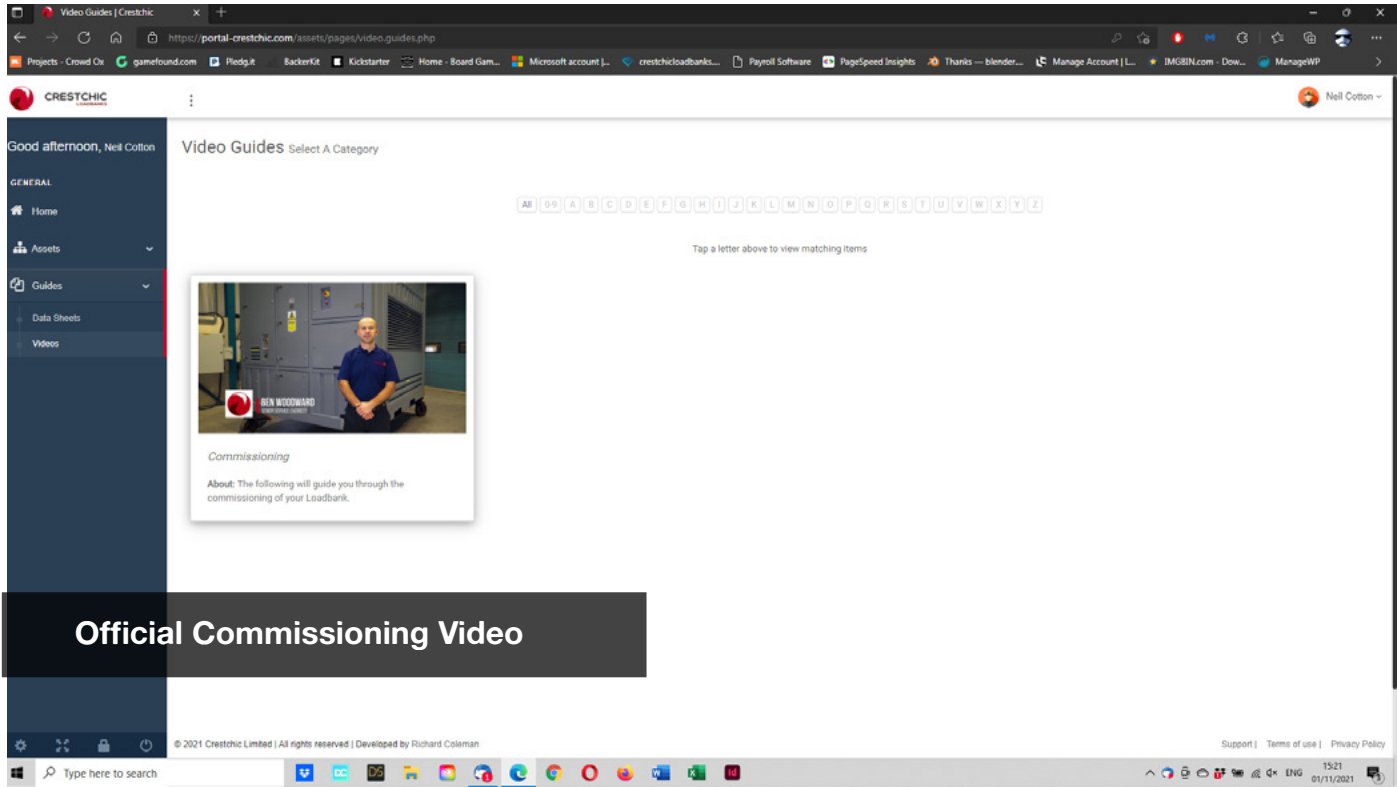 Video Guides | Crestchic
https://portal-crestchic.com/assets/pages/video.guides.php
Projects - Crowd Ox gamefound.com Pledg.it BackerKit Kickstarter Home - Board Gam... Microsoft account |... crestchicloadbanks.... Payroll Software PageSpeed Insights Thanks — blender.... Manage Account | L... IMGBIN.com - Dow... ManageWP
CRESTCHIC
LOADBANKS
Neil Cotton
Good afternoon, Neil Cotton
Video Guides Select A Category
GENERAL
All 0-9 A B C D E F G H I J K L M N O P Q R S T U V W X Y Z
Home
Assets
Tap a letter above to view matching items
Guides
Data Sheets
Videos
BEN WOODWARD
SENIOR SERVICE ENGINEER
Commissioning
About: The following will guide you through the
commissioning of your Loadbank.
Official Commissioning Video
© 2021 Crestchic Limited | All rights reserved | Developed by Richard Coleman
Support | Terms of use | Privacy Policy
Type here to search
DS
ENG
15:21
01/11/2021